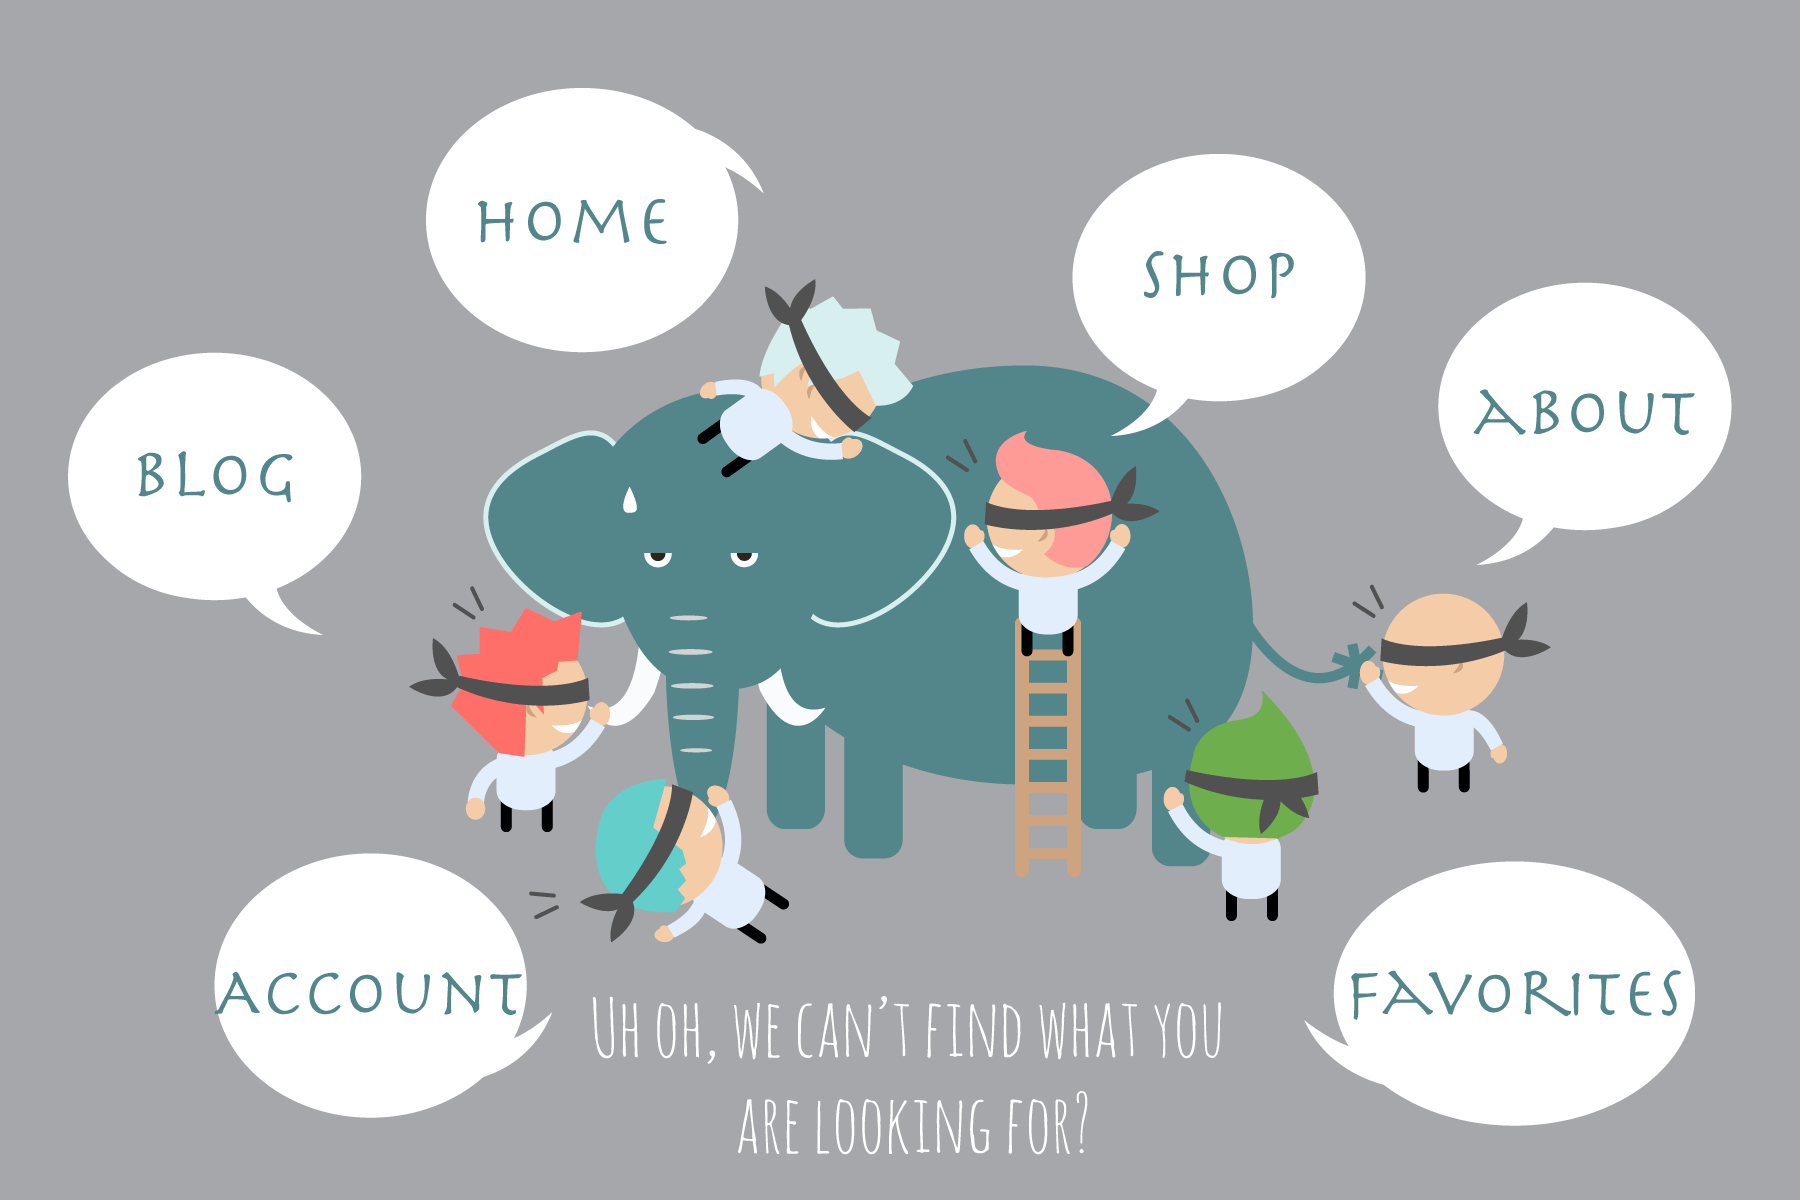 HOME
SHOP
ABOUT
BLOG
ACCOUNT
FAVORITES
UH OH, WE CAN'T FIND WHAT YOU
ARE LOOKING FOR?